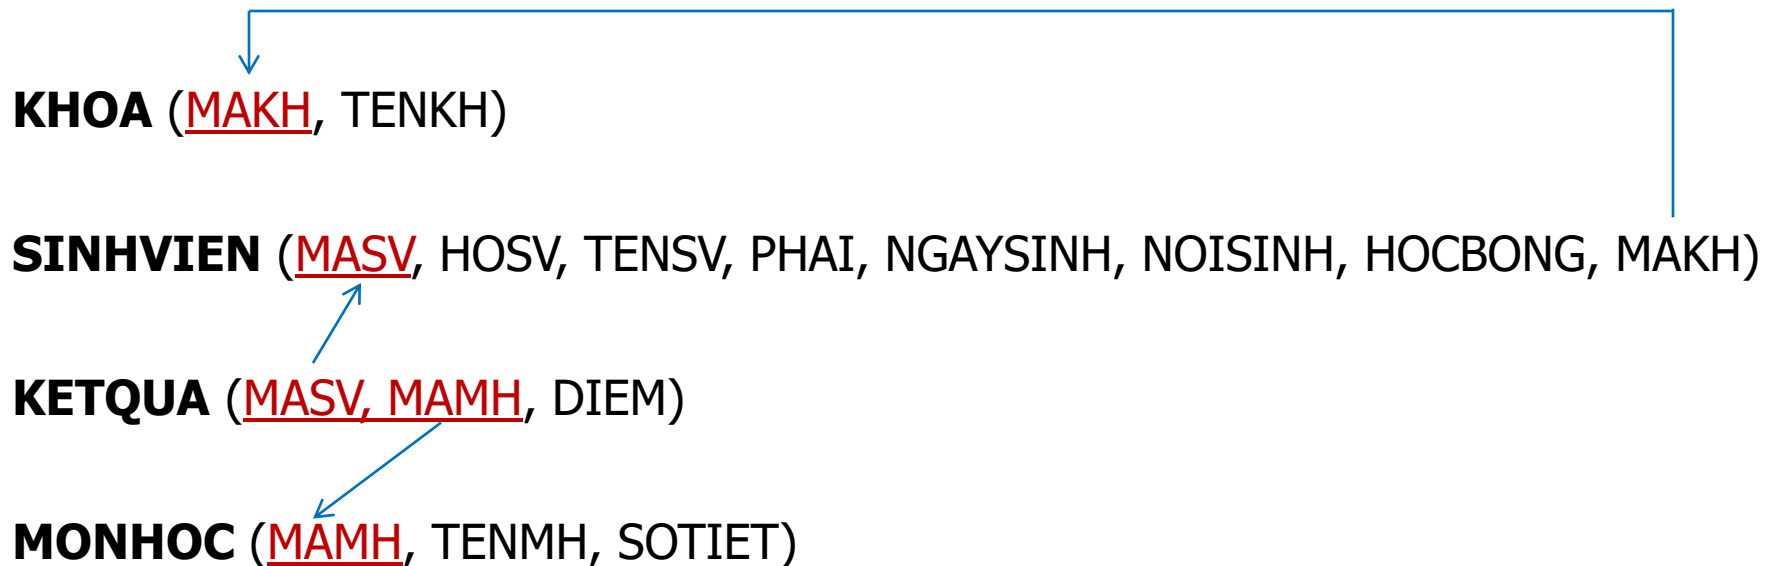 KHOA (MAKH, TENKH)
SINHVIEN (MASV, HOSV, TENSV, PHAI, NGAYSINH, NOISINH, HOCBONG, MAKH)
KETQUA (MASV, MAMH, DIEM)
MONHOC (MAMH, TENMH, SOTIET)